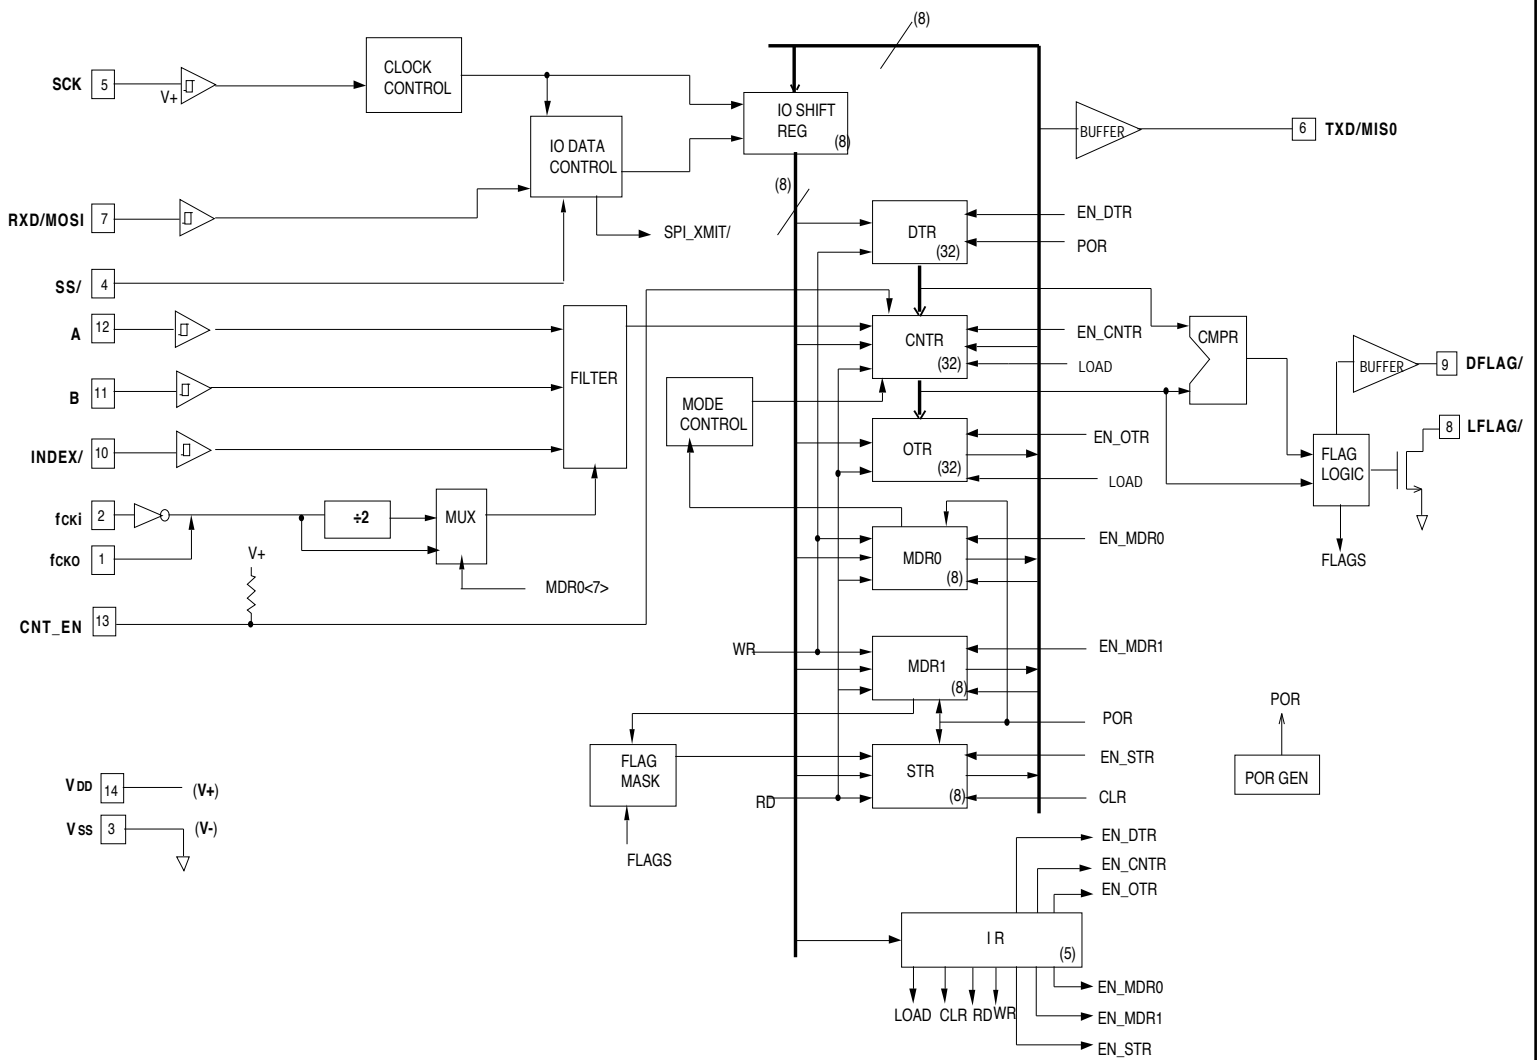 (8)
SCK 5
V+
CLOCK
CONTROL
IO SHIFT
REG
(8)
BUFFER
6 TXD/MIS0
IO DATA
CONTROL
(8)
RXD/MOSI 7
SPI_XMIT/
DTR
(32)
EN_DTR
POR
SS/ 4
A 12
CNTR
(32)
EN_CNTR
LOAD
CMPR
BUFFER
9 DFLAG/
FILTER
B 11
MODE
CONTROL
8 LFLAG/
INDEX/ 10
OTR
(32)
EN_OTR
LOAD
FLAG
LOGIC
fCKi 2
÷2
MUX
fCKO 1
V+
MDR0<7>
MDR0
(8)
EN_MDR0
FLAGS
CNT_EN 13
WR
MDR1
(8)
EN_MDR1
POR
POR
FLAG
MASK
STR
(8)
EN_STR
CLR
POR GEN
VDD 14 (V+)
RD
VSS 3 (V-)
FLAGS
EN_DTR
EN_CNTR
EN_OTR
I R
(5)
LOAD CLR RD WR
EN_MDR0
EN_MDR1
EN_STR